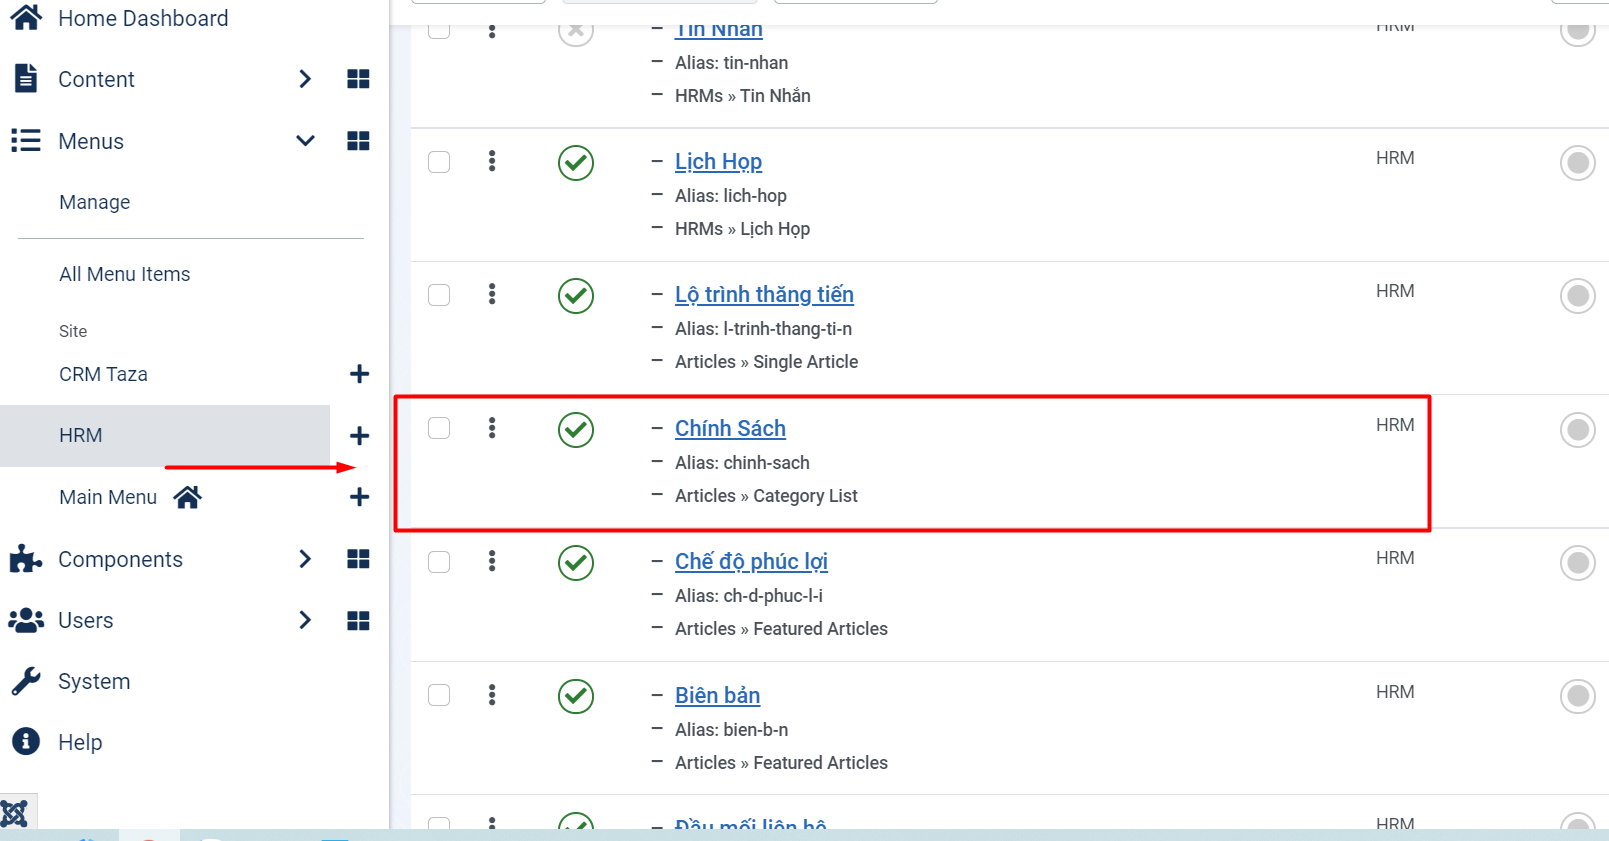 Home Dashboard
Content
Menus
Manage
All Menu Items
Site
CRM Taza
HRM
Main Menu
Components
Users
System
Help
Tin Nhắn
HRM
Alias: tin-nhan
HRMs » Tin Nhắn
Lịch Họp
HRM
Alias: lich-hop
HRMs » Lịch Họp
Lộ trình thăng tiến
HRM
Alias: l-trinh-thang-ti-n
Articles » Single Article
Chính Sách
HRM
Alias: chinh-sach
Articles » Category List
Chế độ phúc lợi
HRM
Alias: ch-d-phuc-l-i
Articles » Featured Articles
Biên bản
HRM
Alias: bien-b-n
Articles » Featured Articles
Đầu mối liên hệ
HRM